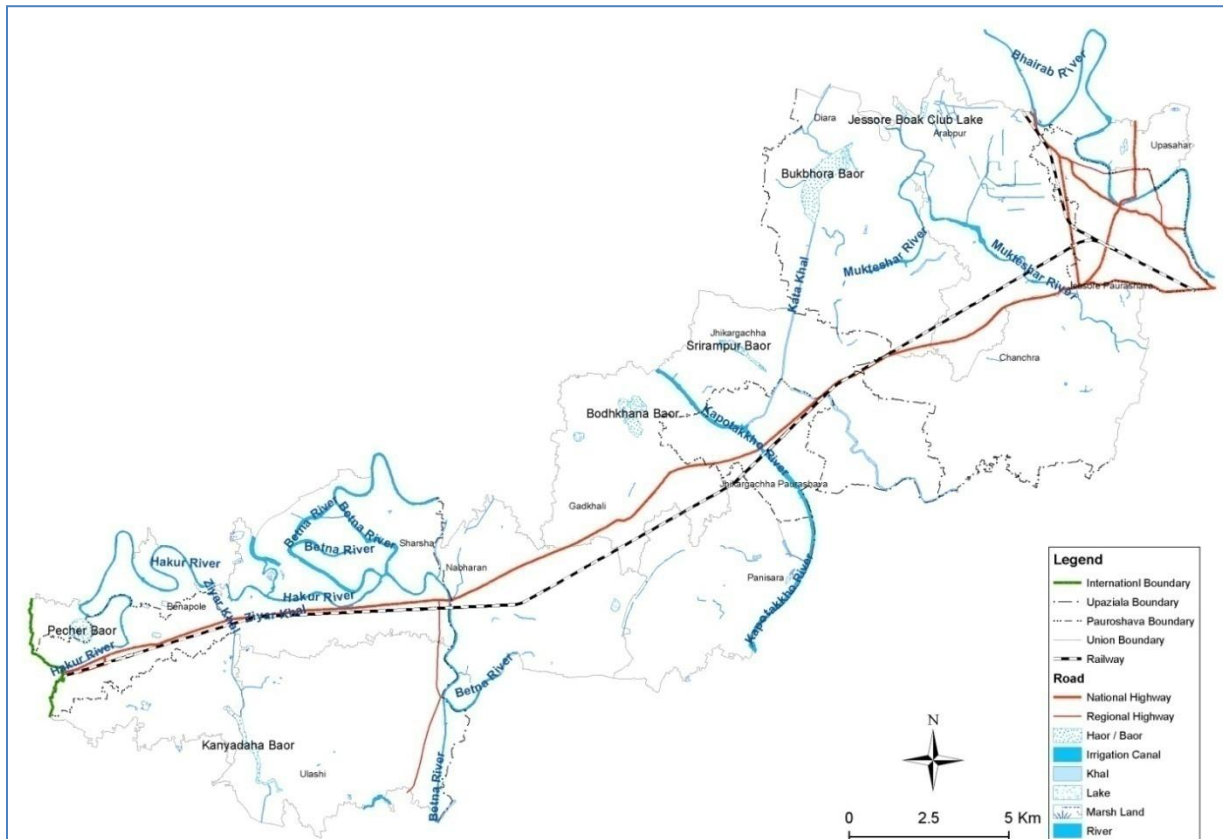 Bhairab River
Diara
Jessore Boak Club Lake
Arabpur
Upasahar
Bukbhora Baor
Mukteshar River
Mukteshar River
Kata Khal
Jessore Paurashava
Jhikargachha
Srirampur Baor
Chanchra
Bodhkhana Baor
Kapotakkho River
Jhikargachha Paurashava
Gadkhali
Betna River
Betna River
Betna River
Sharsha
Nabharan
Panisara
Hakur River
Hakur River
Ziyar Khal
Ziyar Khal
Benapole
Pecher Baor
Hakur River
Kapotakkho River
Betna River
Kanyadaha Baor
Ulashi
Betna River
N
0 2.5 5 Km
Legend
Internationl Boundary
Upaziala Boundary
Pauroshava Boundary
Union Boundary
Railway
Road
National Highway
Regional Highway
Haor / Baor
Irrigation Canal
Khal
Lake
Marsh Land
River